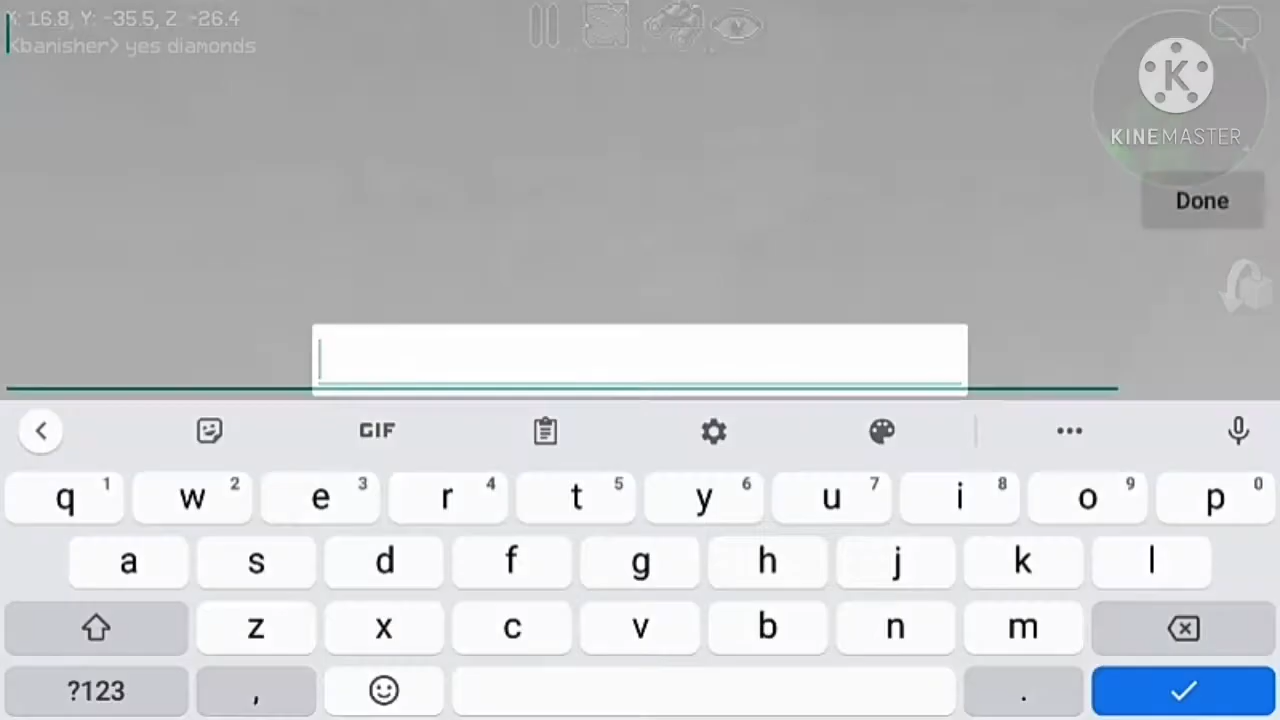 X: 16.8, Y: -35.5, Z -26.4
<banisher> yes diamonds
K
KINEMASTER
Done
GIF
q 1 w 2 e 3 r 4 t 5 y 6 u 7 i 8 o 9 p 0
a s d f g h j k l
z x c v b n m
?123 , .